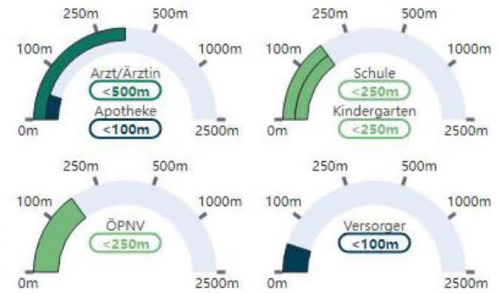 250m 500m
100m 1000m
Arzt/Ärztin
<500m
Apotheke
<100m
0m 2500m
250m 500m
100m 1000m
Schule
<250m
Kindergarten
<250m
0m 2500m
250m 500m
100m 1000m
ÖPNV
<250m
0m 2500m
250m 500m
100m 1000m
Versorger
<100m
0m 2500m